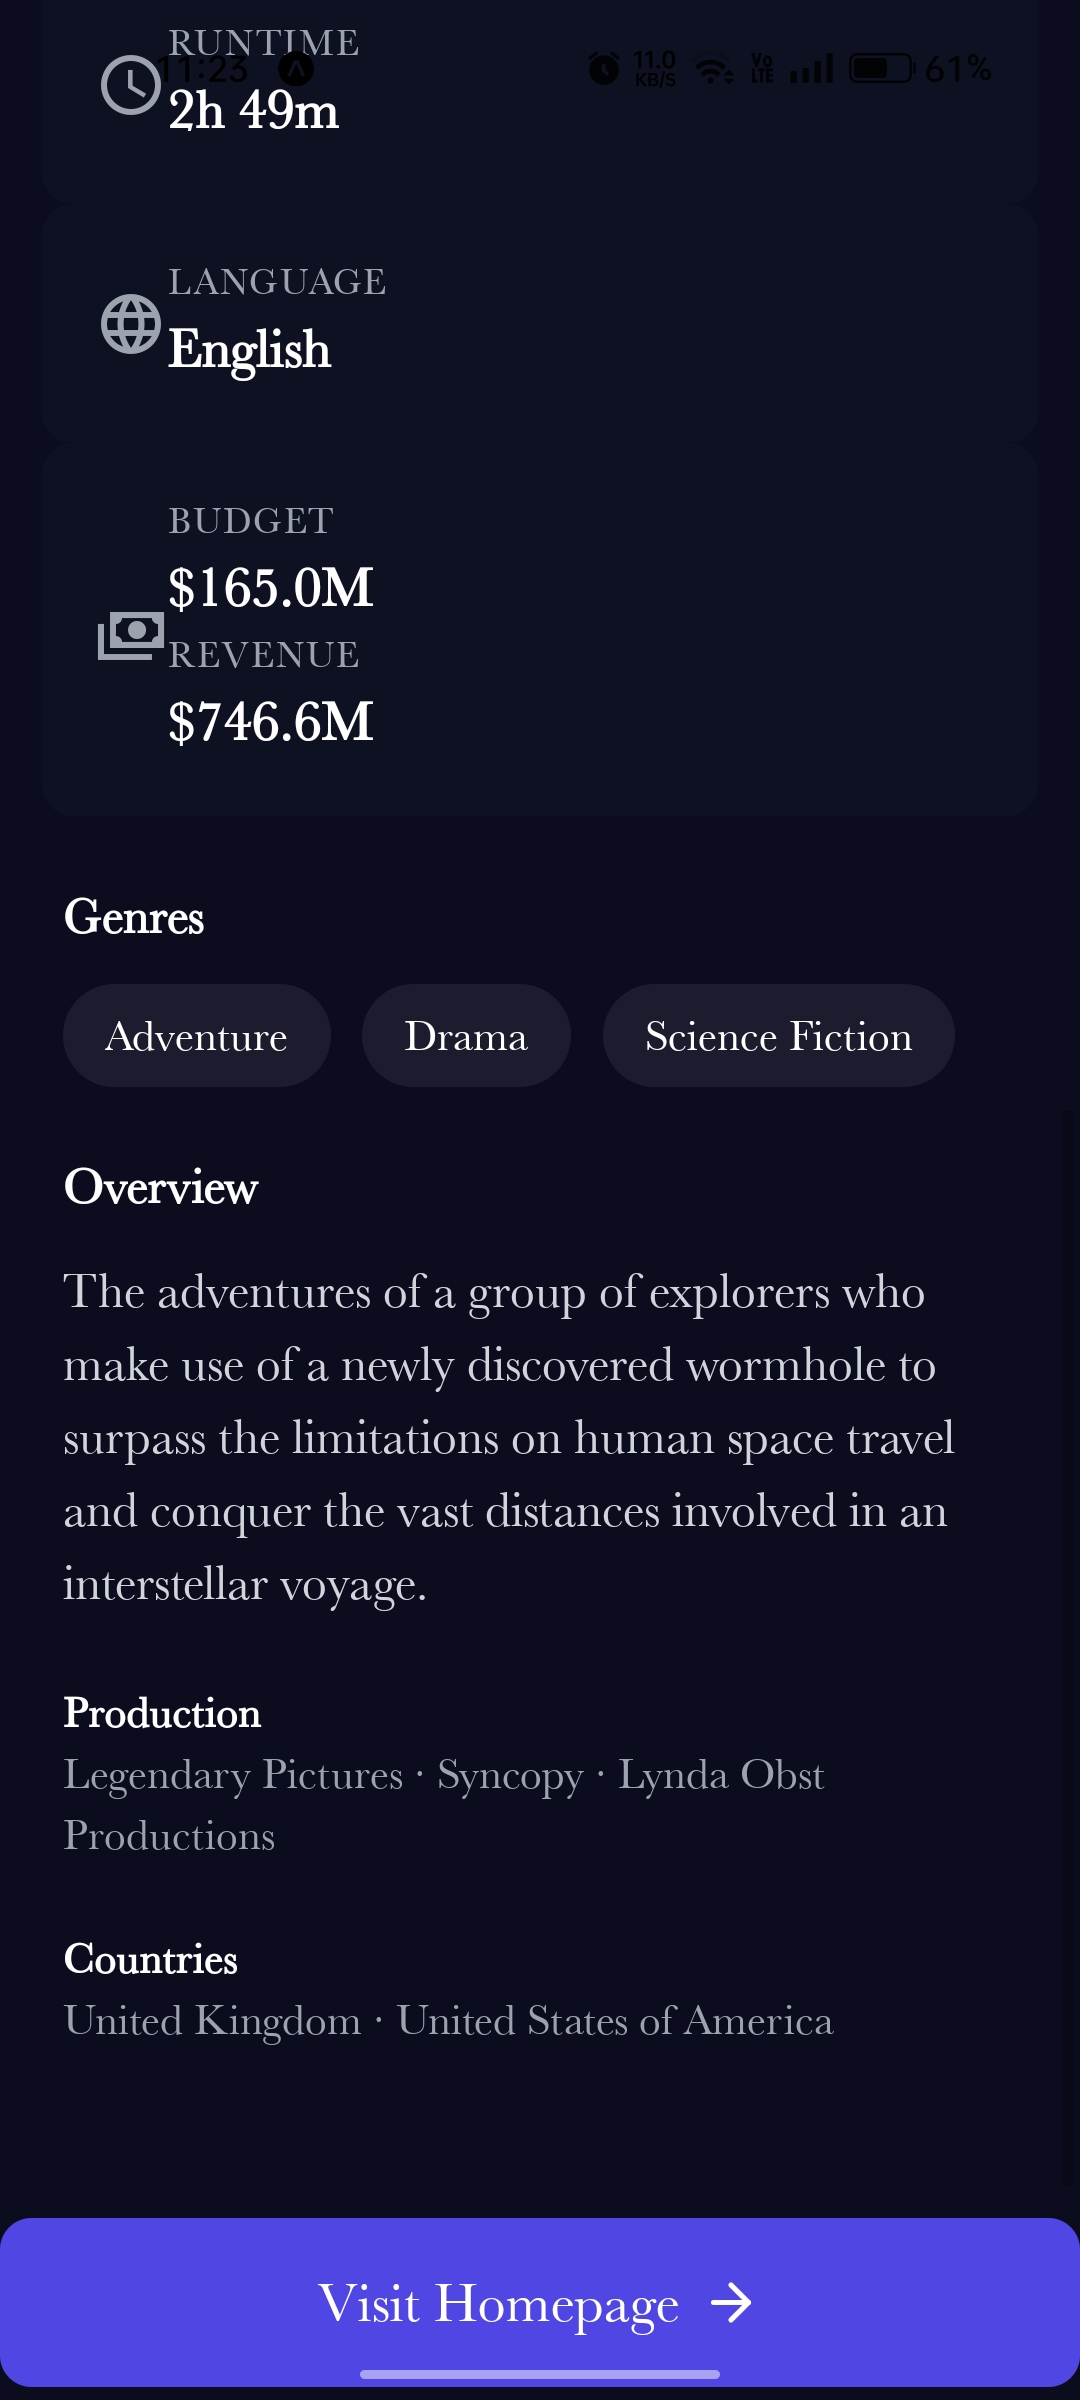 RUNTIME
11:23
11.0
KB/S
Vo
LTE
61%
2h 49m
LANGUAGE
English
BUDGET
$165.0M
REVENUE
$746.6M
Genres
Adventure
Drama
Science Fiction
Overview
The adventures of a group of explorers who
make use of a newly discovered wormhole to
surpass the limitations on human space travel
and conquer the vast distances involved in an
interstellar voyage.
Production
Legendary Pictures · Syncopy · Lynda Obst
Productions
Countries
United Kingdom · United States of America
Visit Homepage →